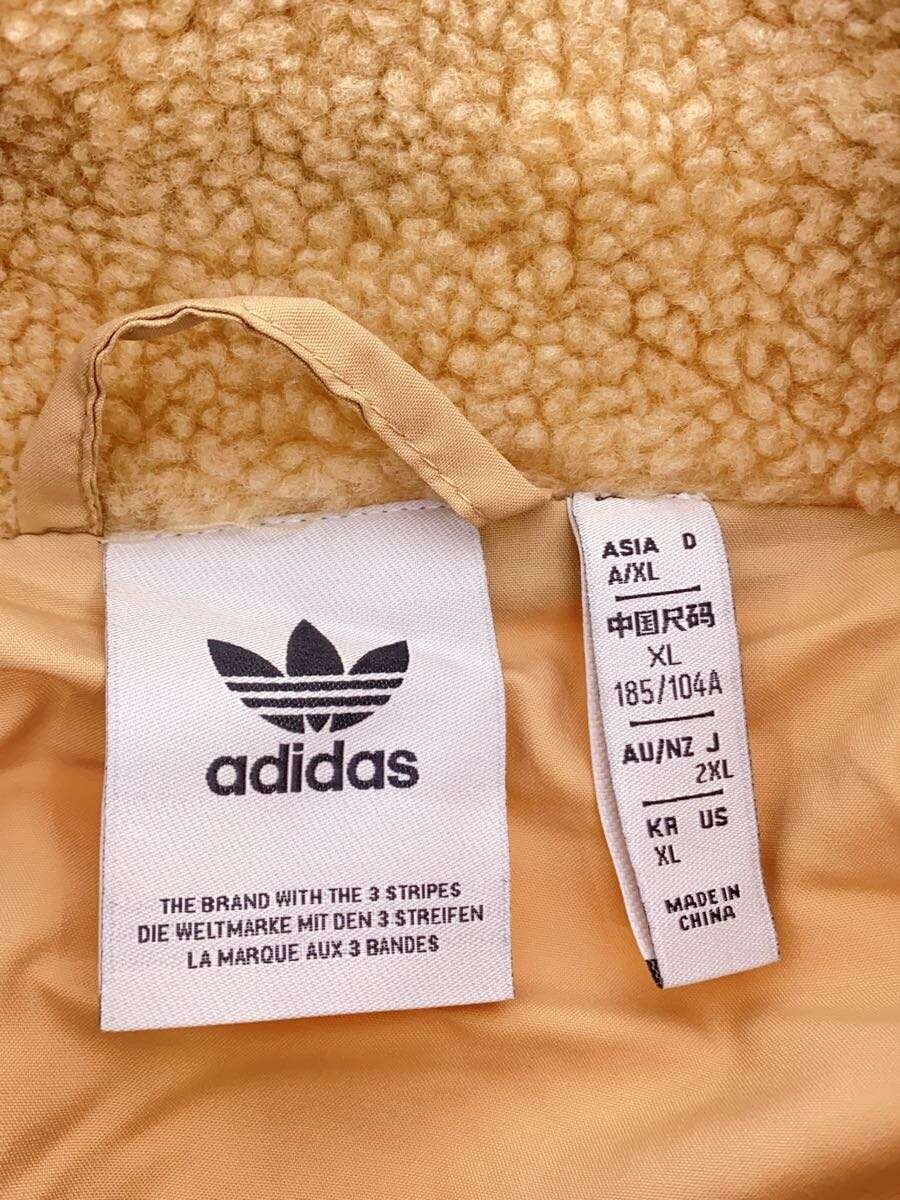 adidas
THE BRAND WITH THE 3 STRIPES
DIE WELTMARKE MIT DEN 3 STREIFEN
LA MARQUE AUX 3 BANDES
ASIA D
A/XL
中国尺码
XL
185/104A
AU/NZ J
2XL
KR US
XL
MADE IN
CHINA